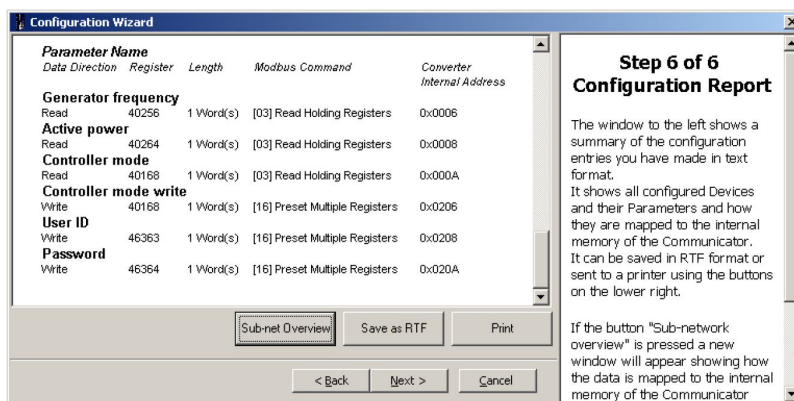 Configuration Wizard
Parameter Name
Data Direction Register Length Modbus Command Converter
Internal Address
Generator frequency
Read 40256 1 Word(s) [03] Read Holding Registers 0x0006
Active power
Read 40264 1 Word(s) [03] Read Holding Registers 0x0008
Controller mode
Read 40168 1 Word(s) [03] Read Holding Registers 0x000A
Controller mode write
Write 40168 1 Word(s) [16] Preset Multiple Registers 0x0206
User ID
Write 46363 1 Word(s) [16] Preset Multiple Registers 0x0208
Password
Write 46364 1 Word(s) [16] Preset Multiple Registers 0x020A
Sub-net Overview Save as RTF Print
< Back Next > Cancel
Step 6 of 6
Configuration Report
The window to the left shows a
summary of the configuration
entries you have made in text
format.
It shows all configured Devices
and their Parameters and how
they are mapped to the internal
memory of the Communicator.
It can be saved in RTF format or
sent to a printer using the buttons
on the lower right.
If the button "Sub-network
overview" is pressed a new
window will appear showing how
the data is mapped to the internal
memory of the Communicator